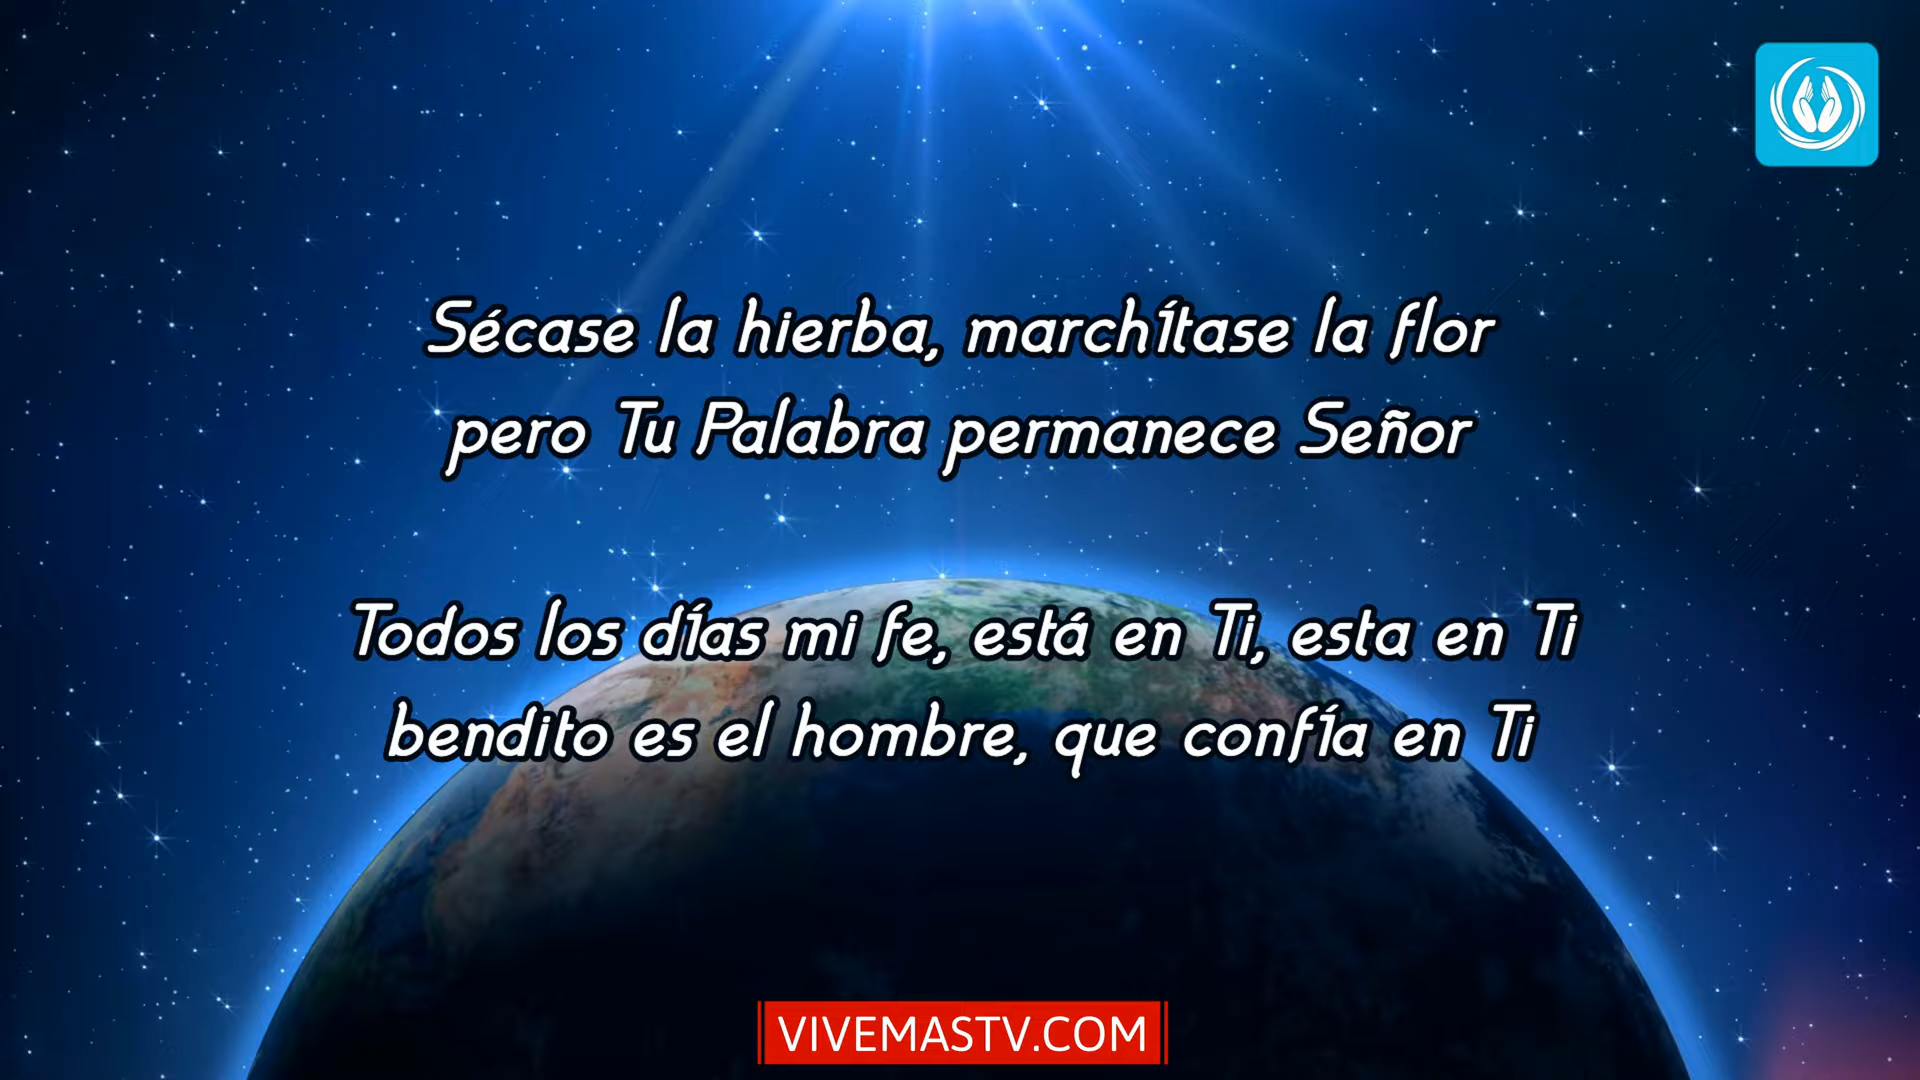 Sécase la hierba, marchítase la flor
pero Tu Palabra permanece Señor
Todos los días mi fe, está en Ti, esta en Ti
bendito es el hombre, que confía en Ti
VIVEMASTV.COM